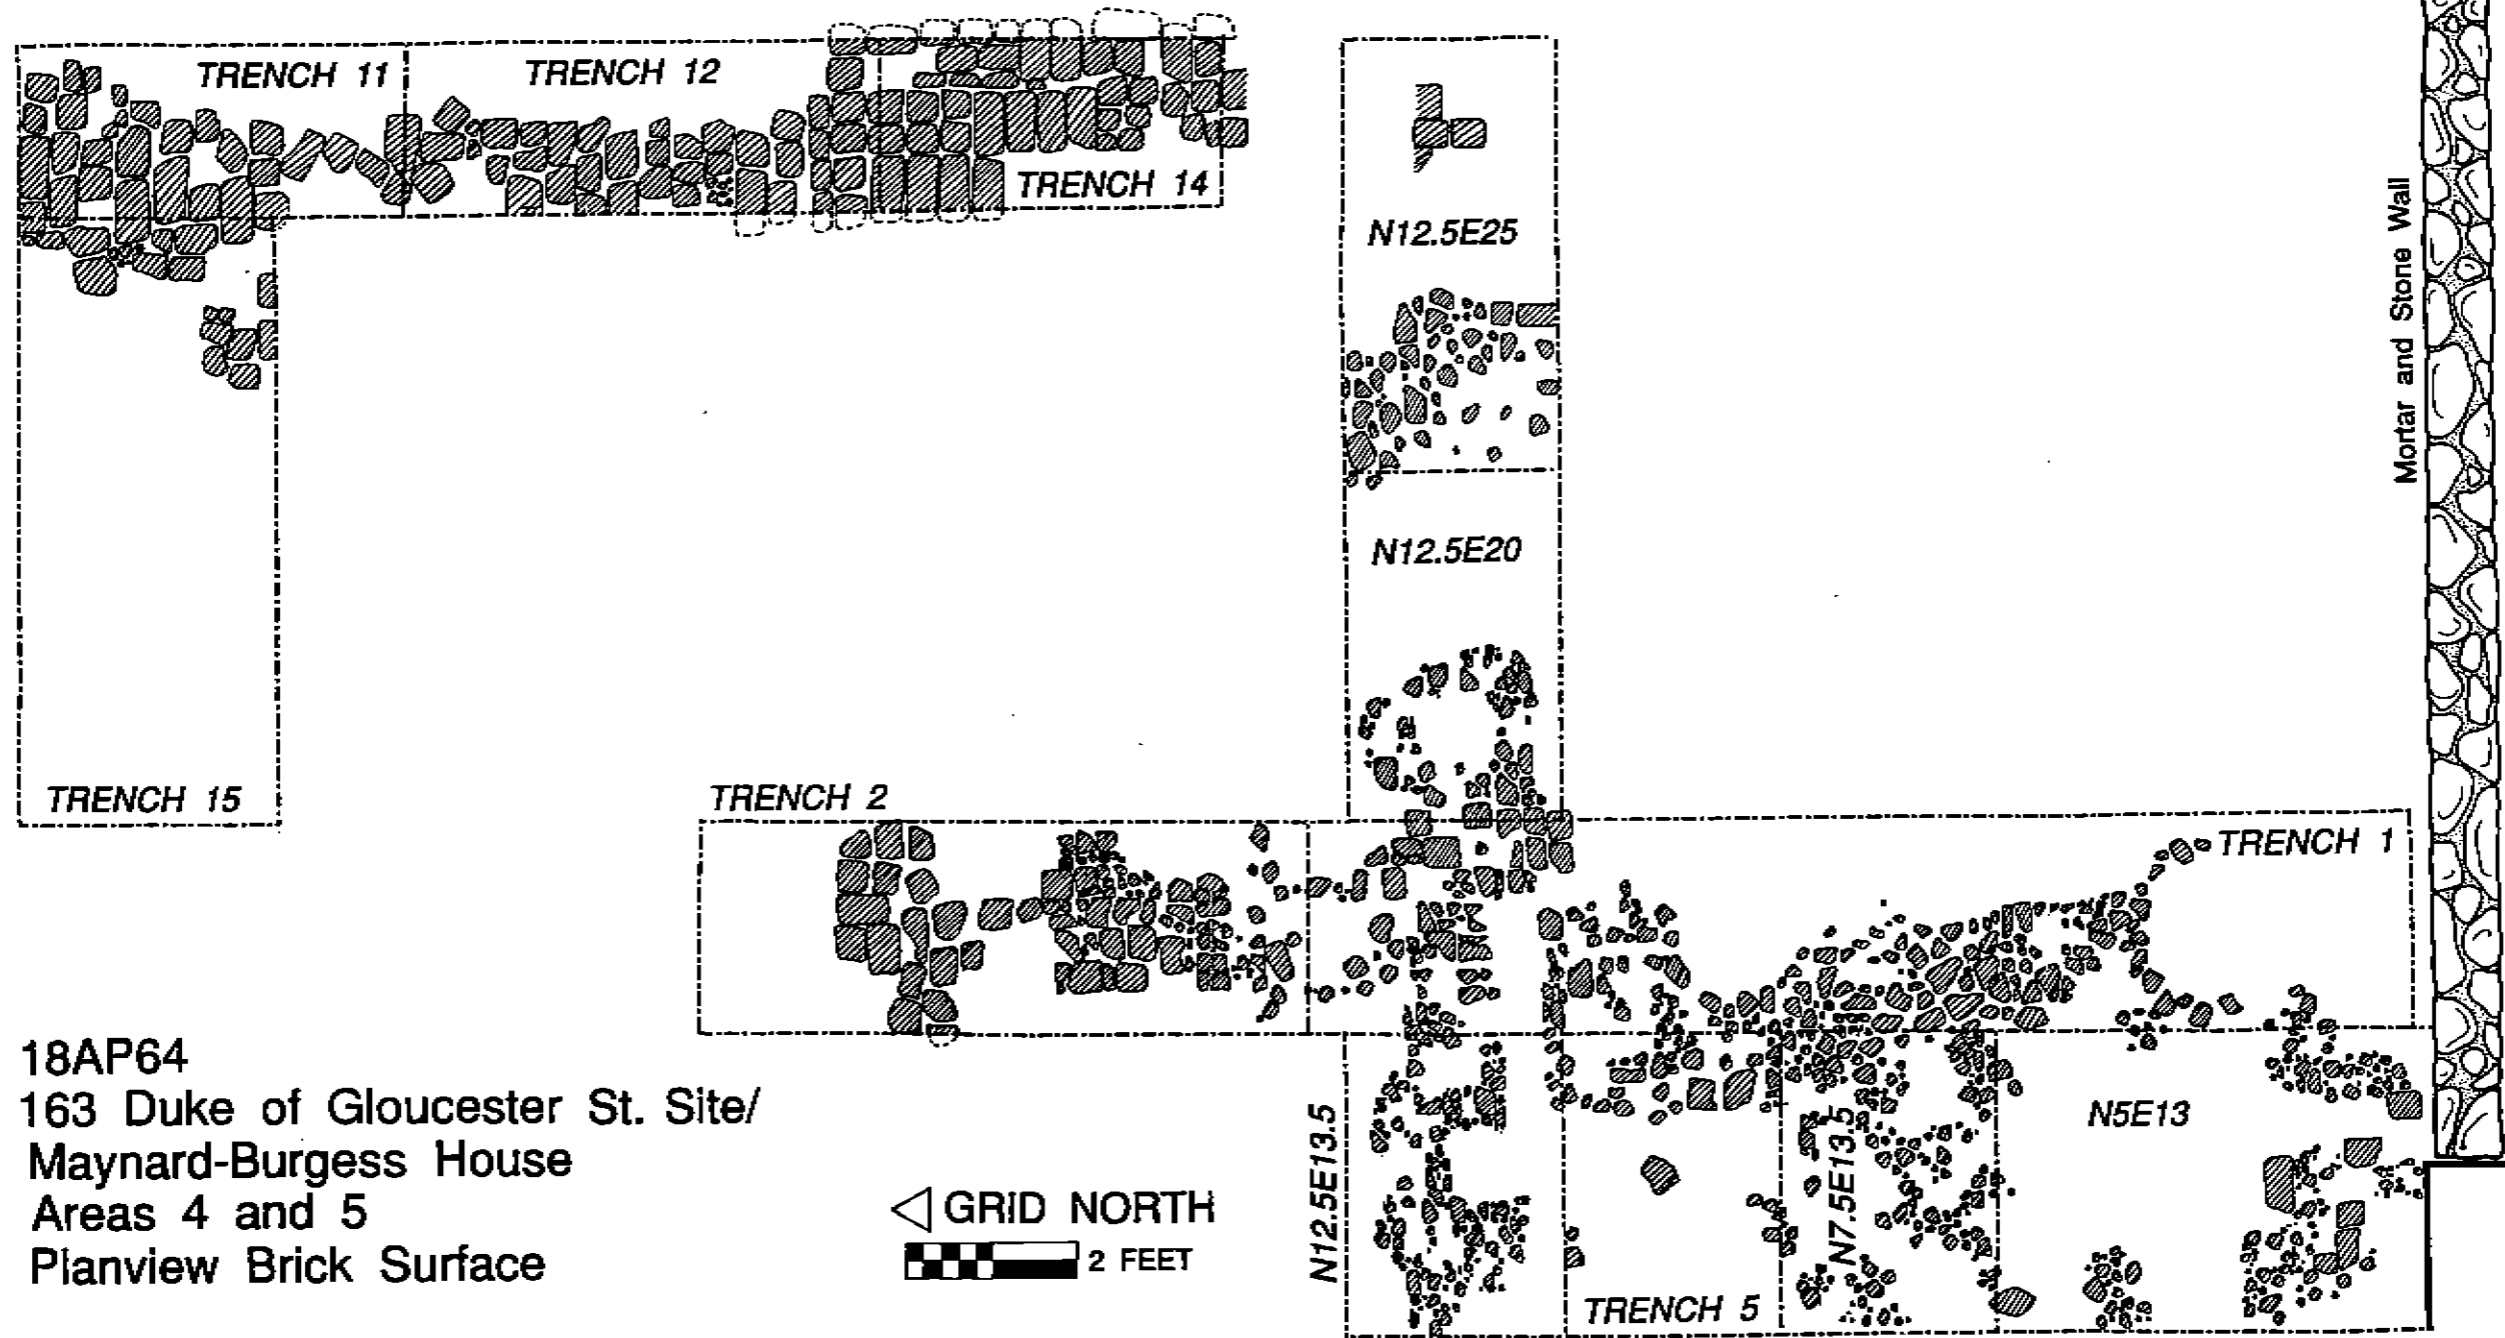 TRENCH 11
TRENCH 12
TRENCH 14
N12.5E25
Mortar and Stone Wall
N12.5E20
TRENCH 15
TRENCH 2
TRENCH 1
18AP64
163 Duke of Gloucester St. Site/
Maynard-Burgess House
Areas 4 and 5
Planview Brick Surface
GRID NORTH
2 FEET
N12.5E13.5
TRENCH 5
N7.5E13.5
N5E13